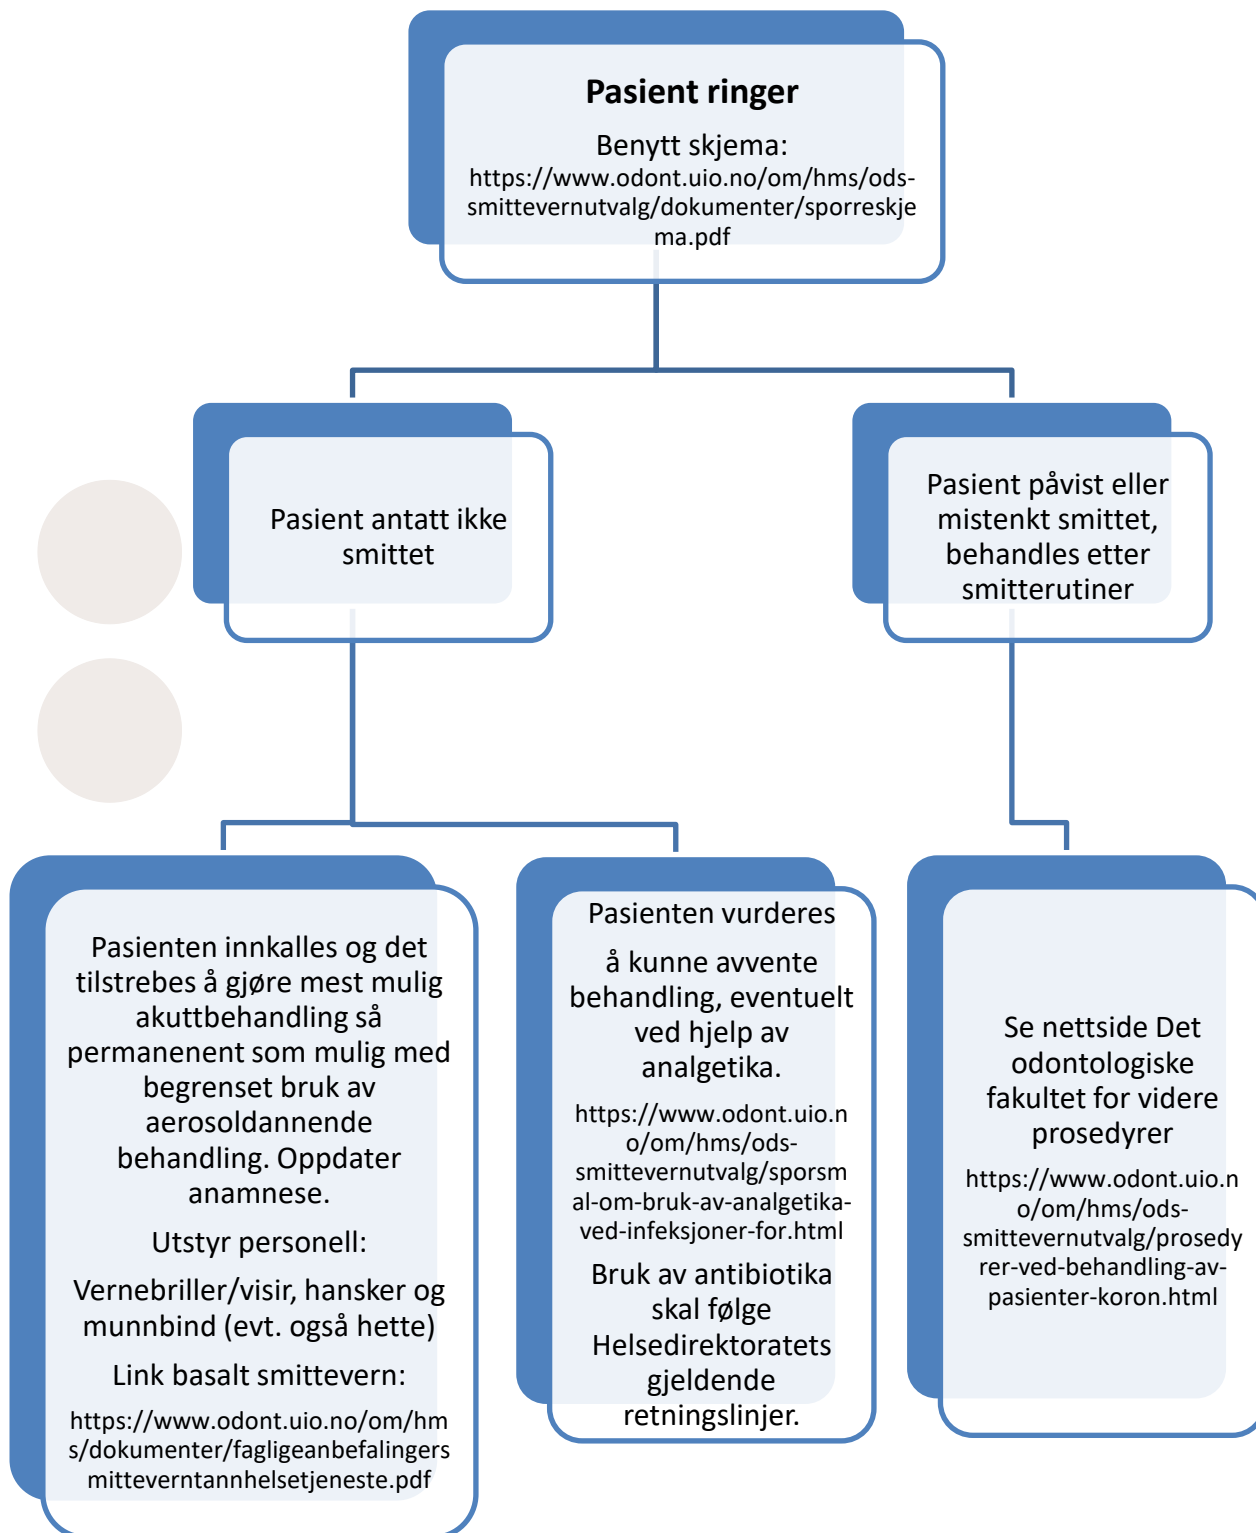 Pasient ringer
Benytt skjema:
https://www.odont.uio.no/om/hms/ods-
smittevernutvalg/dokumenter/sporreskje
ma.pdf
Pasient antatt ikke
smittet
Pasient påvist eller
mistenkt smittet,
behandles etter
smitterutiner
Pasienten innkalles og det
tilstrebes å gjøre mest mulig
akuttbehandling så
permanenent som mulig med
begrenset bruk av
aerosoldannende
behandling. Oppdater
anamnese.
Utstyr personell:
Vernebriller/visir, hansker og
munnbind (evt. også hette)
Link basalt smittevern:
https://www.odont.uio.no/om/hm
s/dokumenter/fagligeanbefalingers
mitteverntannhelsetjeneste.pdf
Pasienten vurderes
å kunne avvente
behandling, eventuelt
ved hjelp av
analgetika.
https://www.odont.uio.n
o/om/hms/ods-
smittevernutvalg/sporsm
al-om-bruk-av-analgetika-
ved-infeksjoner-for.html
Bruk av antibiotika
skal følge
Helsedirektoratets
gjeldende
retningslinjer.
Se nettside Det
odontologiske
fakultet for videre
prosedyrer
https://www.odont.uio.n
o/om/hms/ods-
smittevernutvalg/prosedy
rer-ved-behandling-av-
pasienter-koron.html